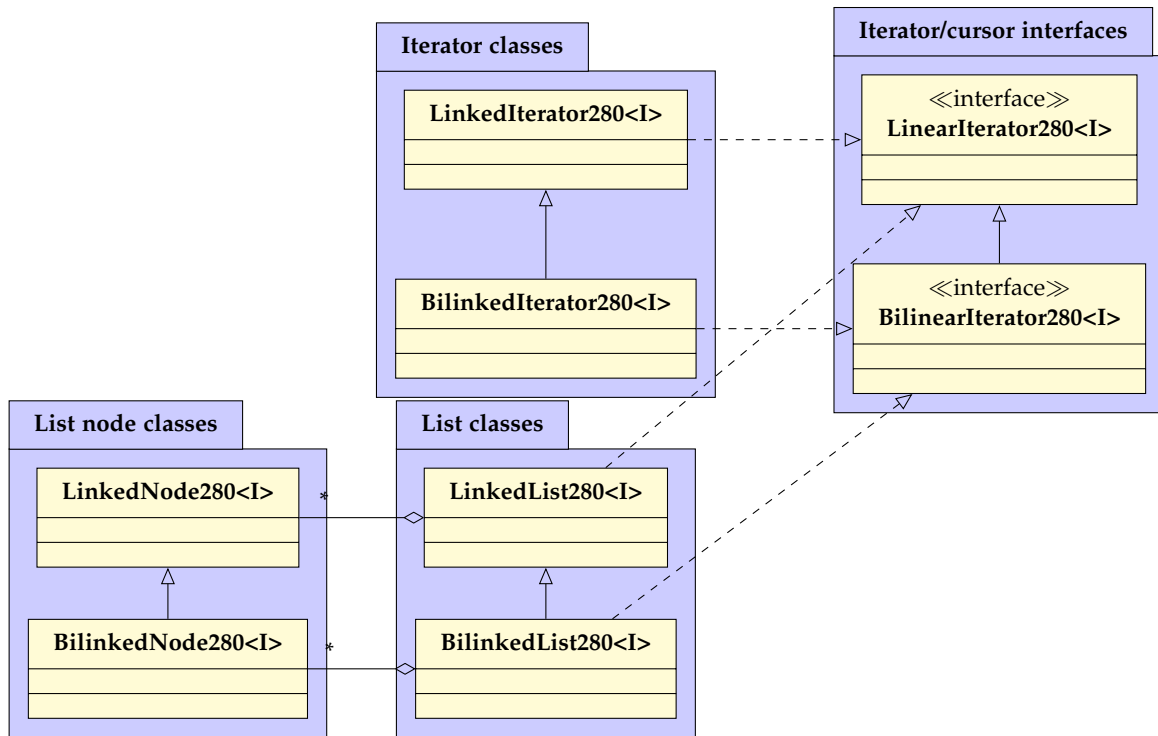 Iterator classes
LinkedIterator280<I>
BilinkedIterator280<I>
Iterator/cursor interfaces
≪interface≫
LinearIterator280<I>
≪interface≫
BilinearIterator280<I>
List node classes
LinkedNode280<I>
*
BilinkedNode280<I>
*
List classes
LinkedList280<I>
BilinkedList280<I>